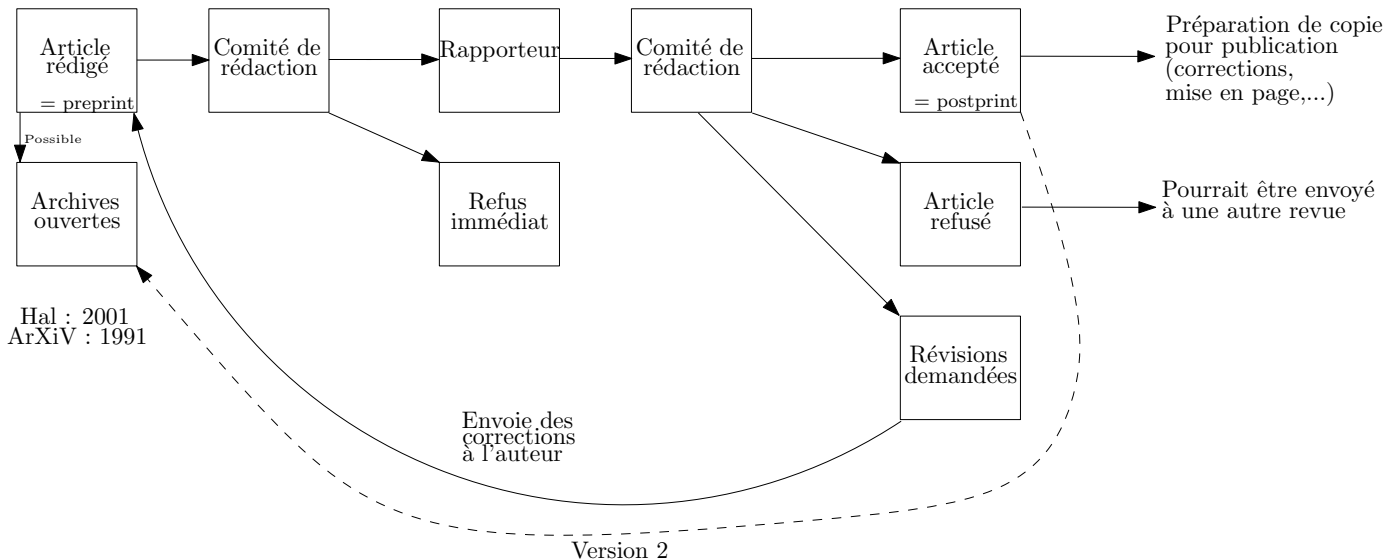 Article
rédigé
= preprint
Comité de
rédaction
Rapporteur
Comité de
rédaction
Article
accepté
= postprint
Préparation de copie
pour publication
(corrections,
mise en page,...)
Possible
Archives
ouvertes
Refus
immédiat
Article
refusé
Pourrait être envoyé
à une autre revue
Hal : 2001
ArXiV : 1991
Révisions
demandées
Envoie des
corrections
à l'auteur
Version 2